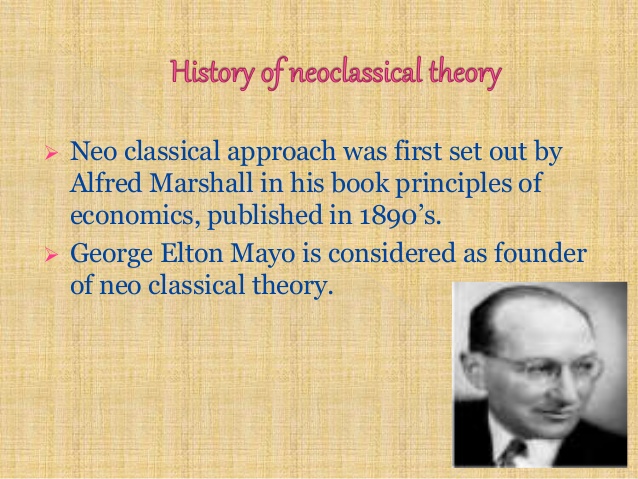 History of neoclassical theory
Neo classical approach was first set out by
Alfred Marshall in his book principles of
economics, published in 1890’s.
George Elton Mayo is considered as founder
of neo classical theory.